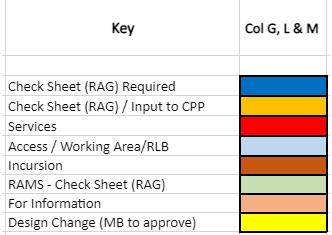 Key Col G, L & M
Check Sheet (RAG) Required
Check Sheet (RAG) / Input to CPP
Services
Access / Working Area/RLB
Incursion
RAMS - Check Sheet (RAG)
For Information
Design Change (MB to approve)